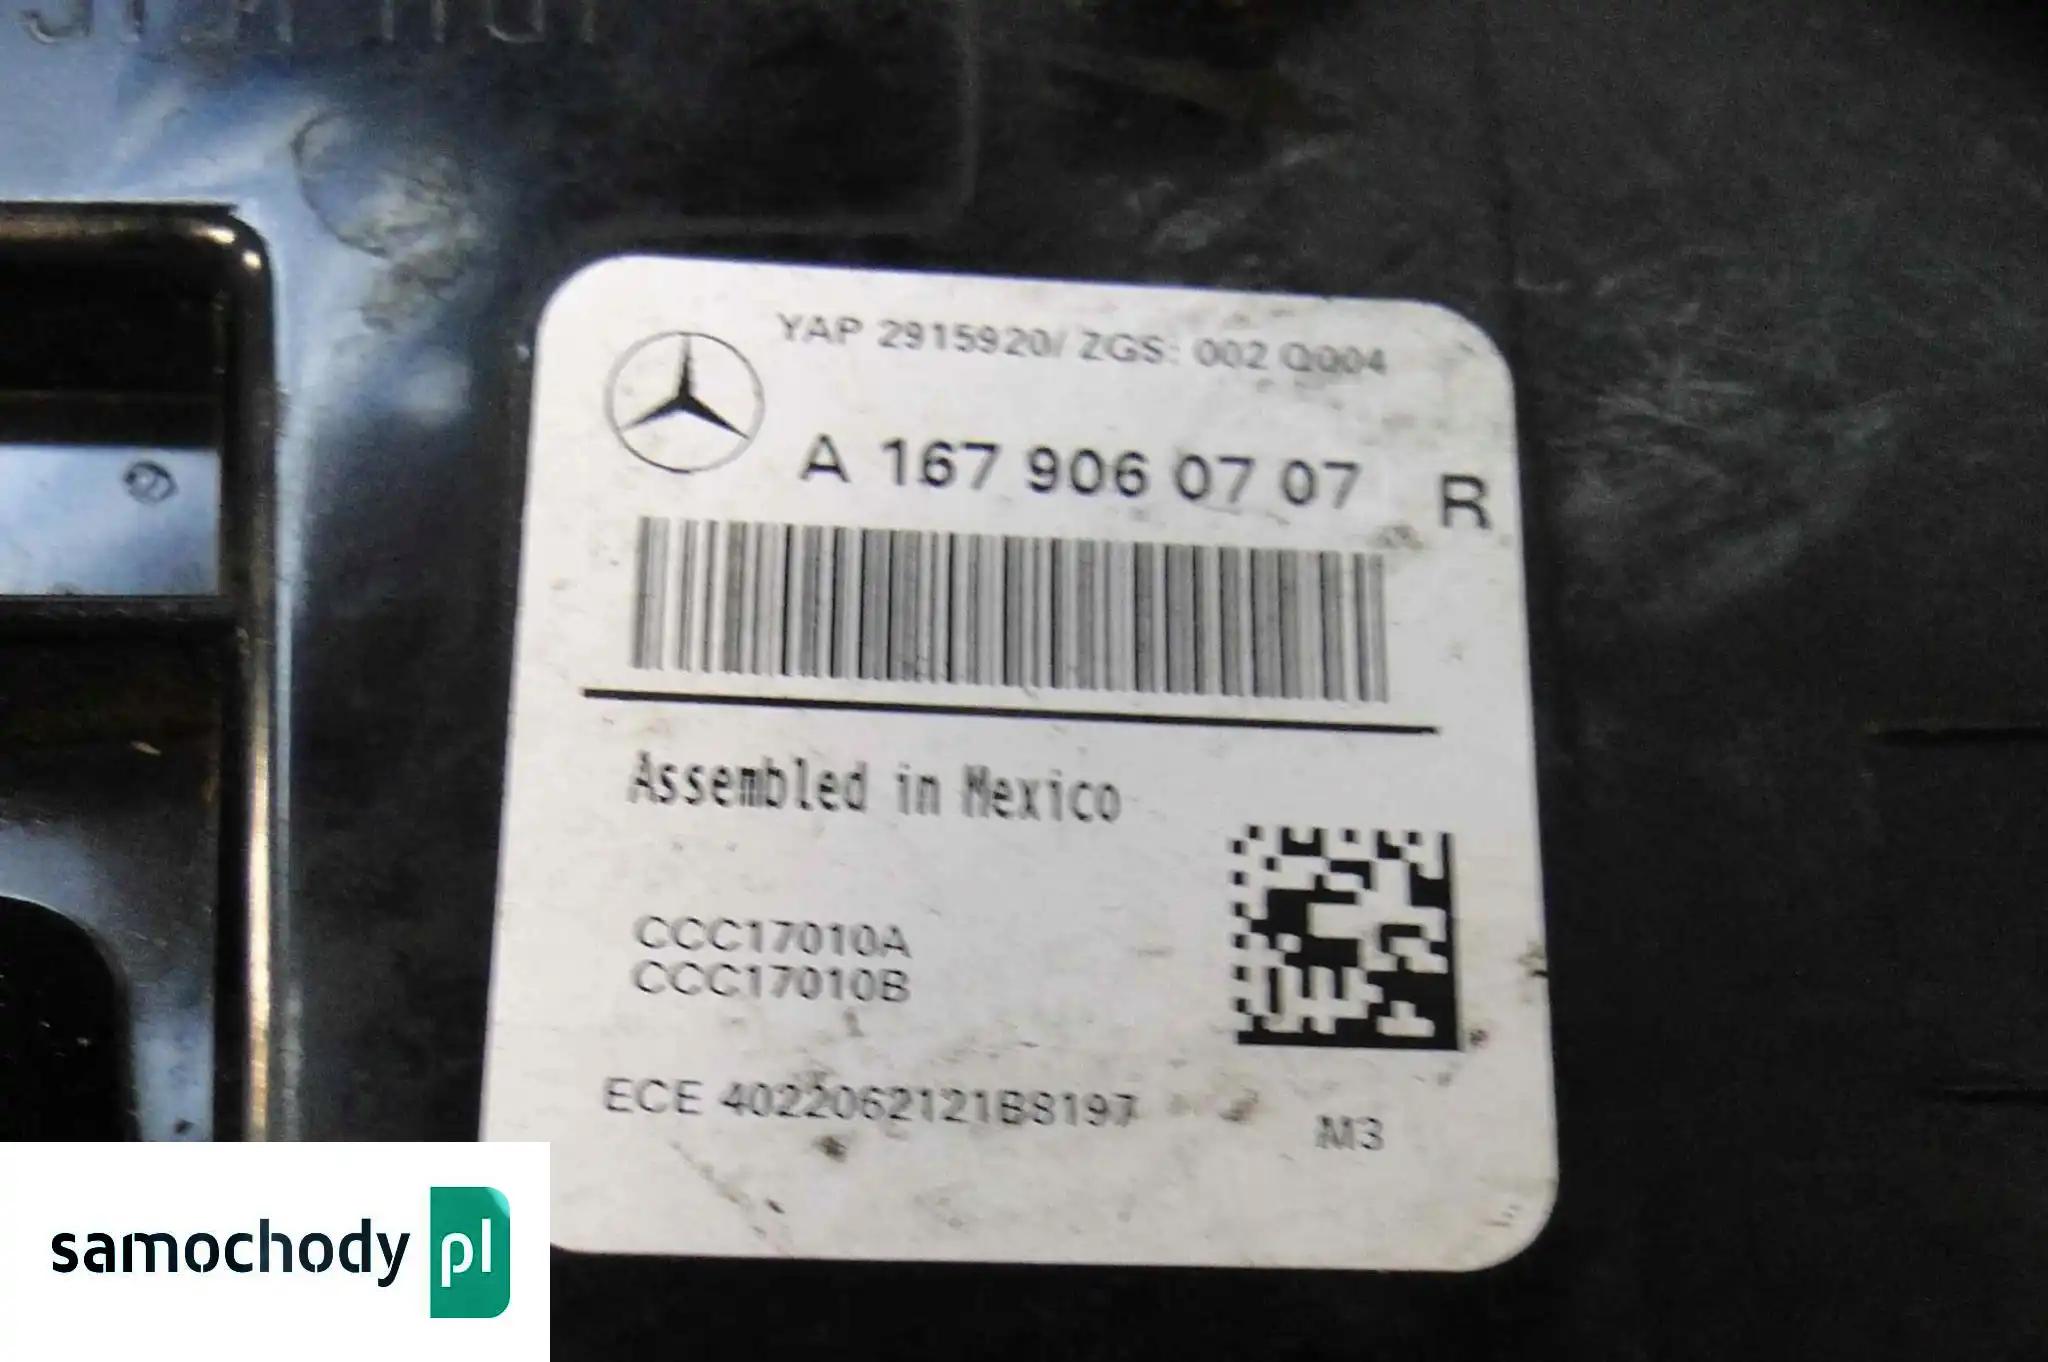 YAP 2915920/ ZGS: 002 Q004
A 167 906 07 07 R
Assembled in Mexico
CCC17010A
CCC17010B
ECE 4022062121B8197
M3
samochody pl